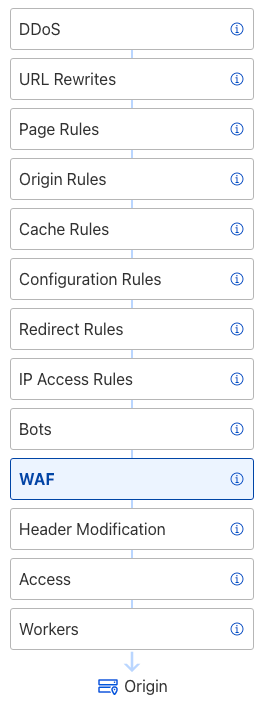 DDoS
URL Rewrites
Page Rules
Origin Rules
Cache Rules
Configuration Rules
Redirect Rules
IP Access Rules
Bots
WAF
Header Modification
Access
Workers
Origin